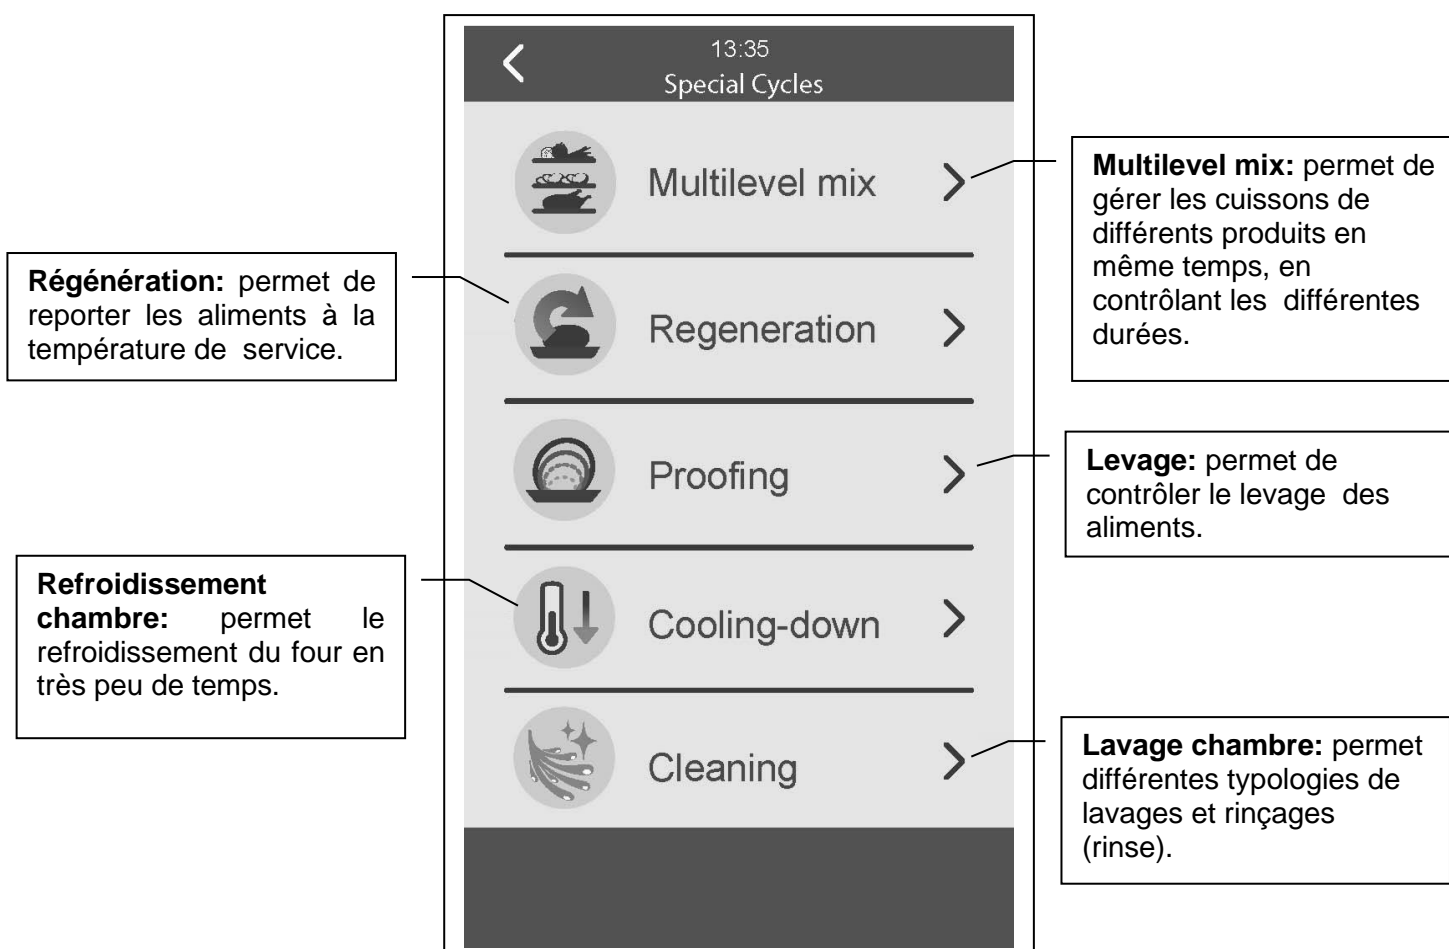 13:35
Special Cycles
Multilevel mix
Regeneration
Proofing
Cooling-down
Cleaning
Régénération: permet de
reporter les aliments à la
température de service.
Refroidissement
chambre: permet le
refroidissement du four en
très peu de temps.
Multilevel mix: permet de
gérer les cuissons de
différents produits en
même temps, en
contrôlant les différentes
durées.
Levage: permet de
contrôler le levage des
aliments.
Lavage chambre: permet
différentes typologies de
lavages et rinçages
(rinse).